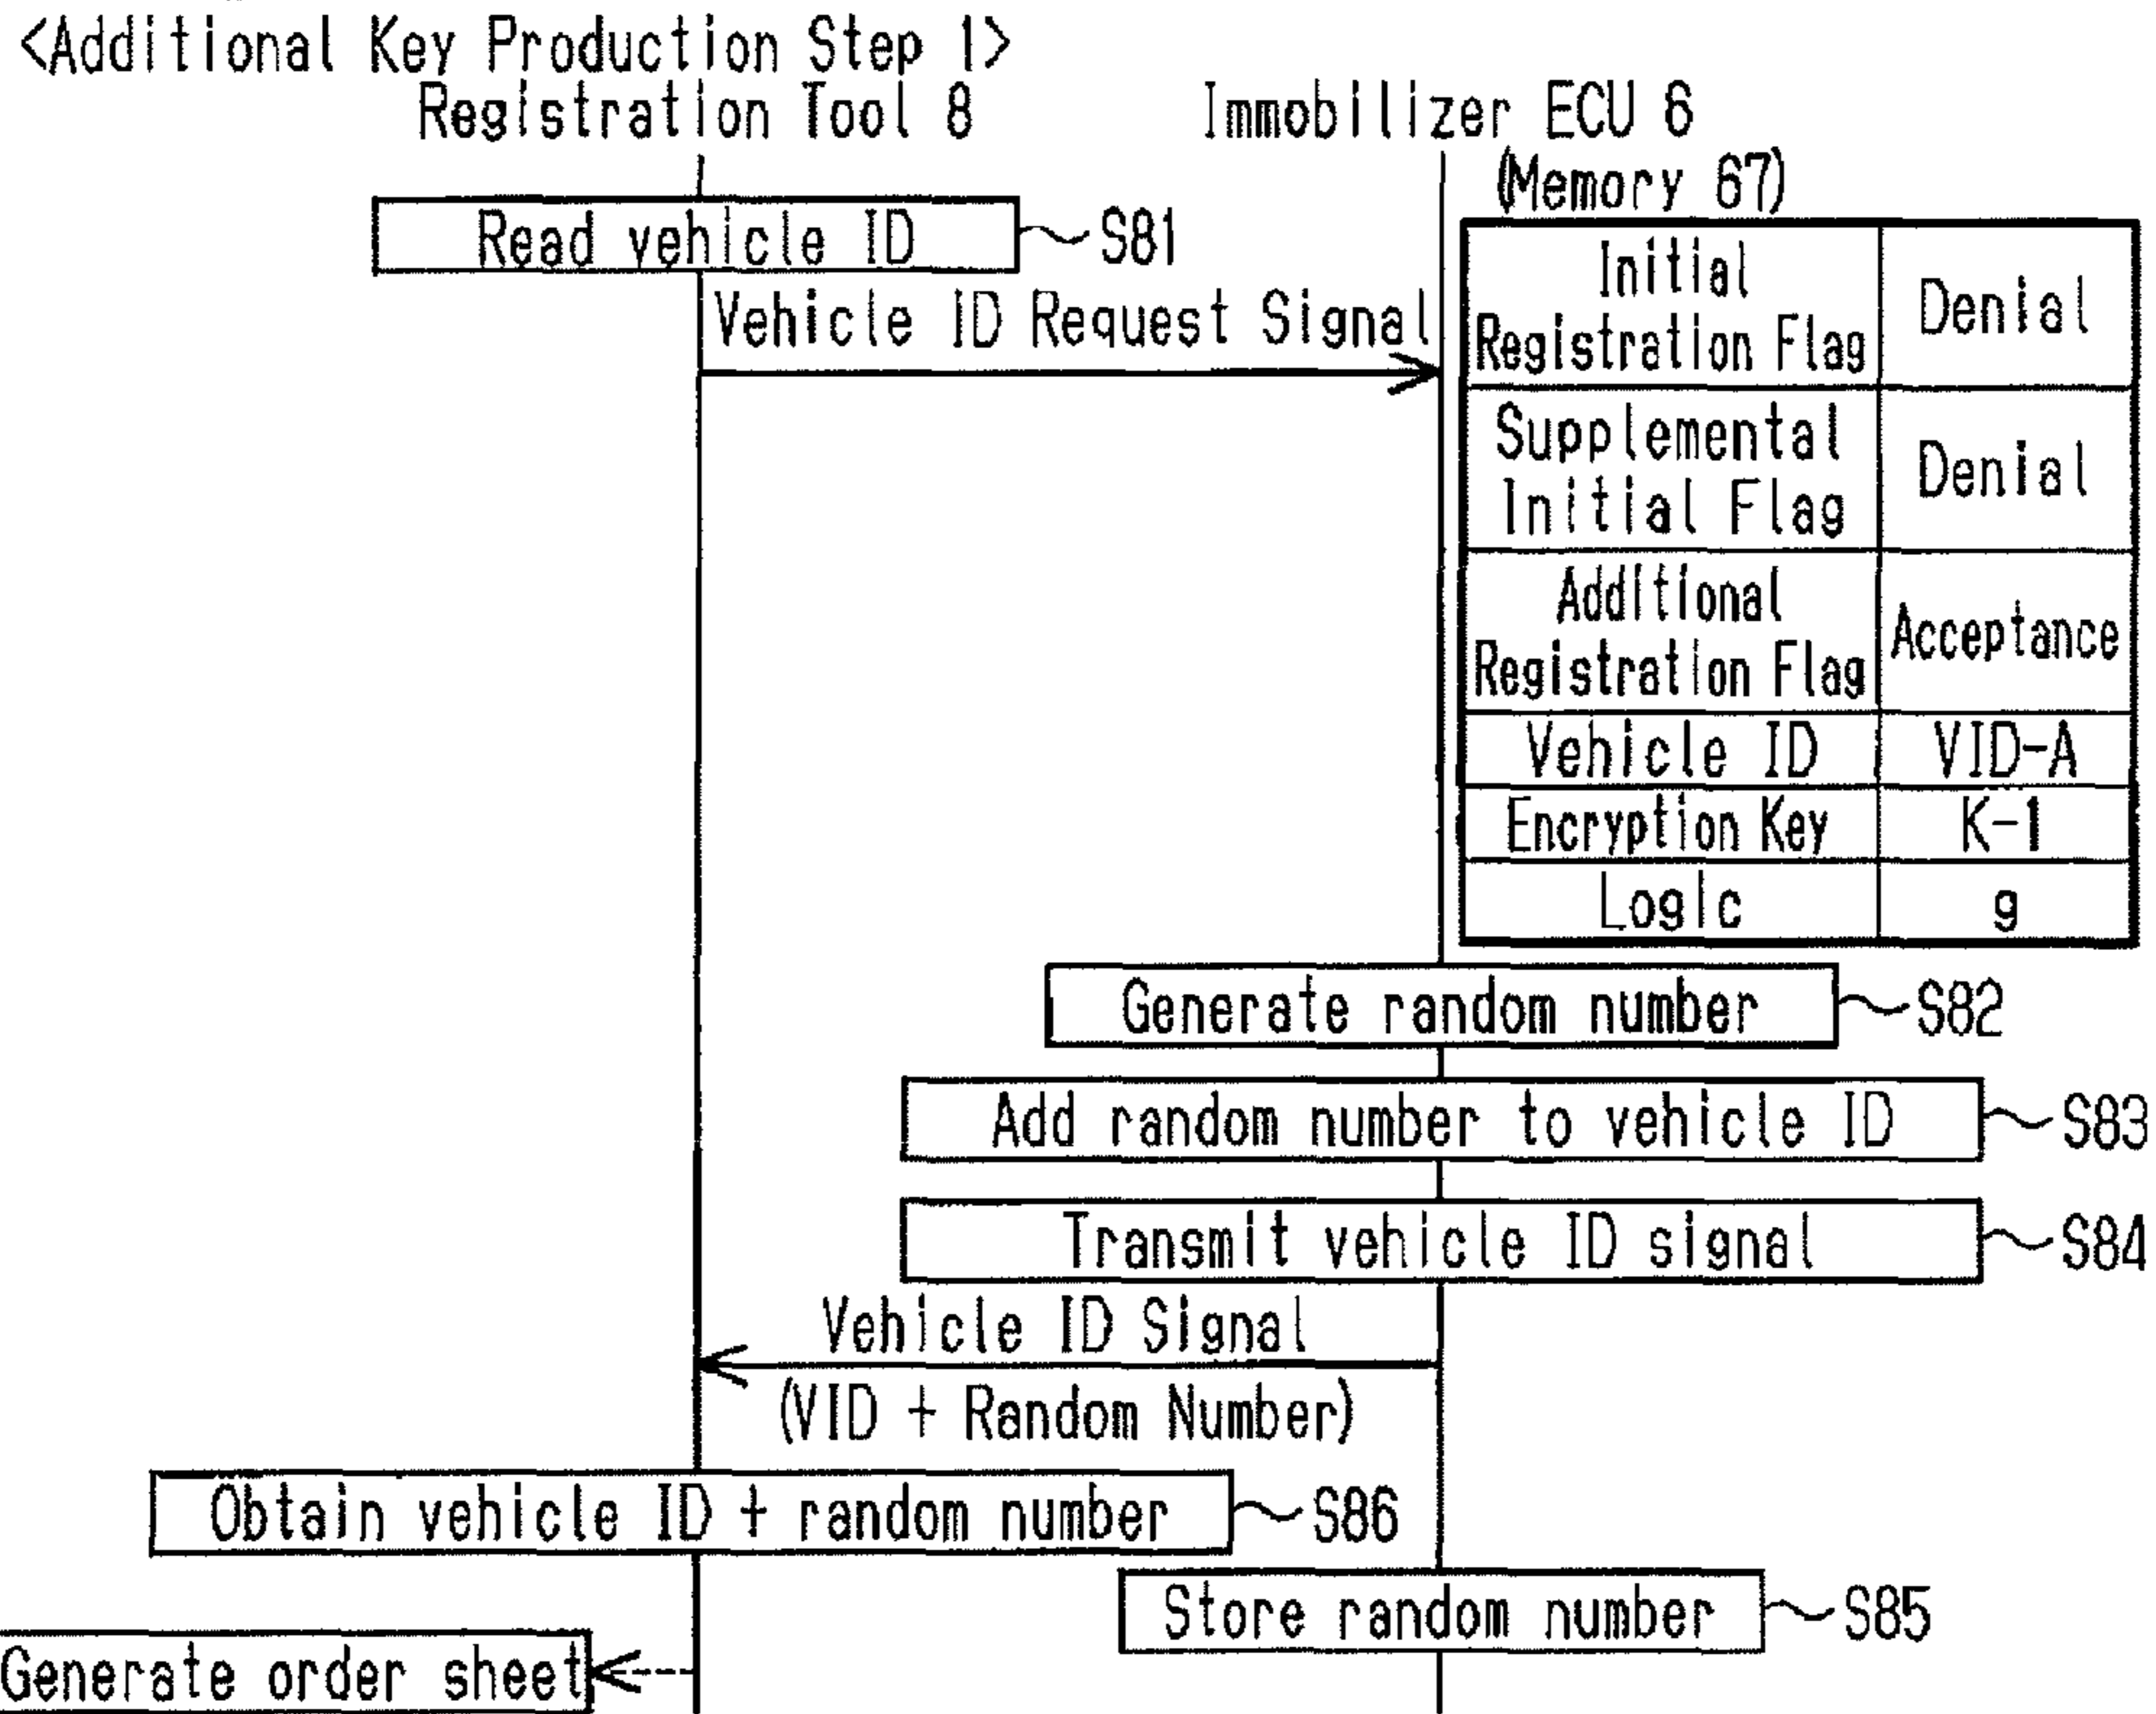 <Additional Key Production Step 1>
Registration Tool 8
Immobilizer ECU 6
(Memory 67)
Read vehicle ID
S81
Vehicle ID Request Signal
Initial
Registration Flag
Denial
Supplemental
Initial Flag
Denial
Additional
Registration Flag
Acceptance
Vehicle ID
VID-A
Encryption Key
K-1
Logic
g
Generate random number
S82
Add random number to vehicle ID
S83
Transmit vehicle ID signal
S84
Vehicle ID Signal
(VID + Random Number)
Obtain vehicle ID + random number
S86
Store random number
S85
Generate order sheet